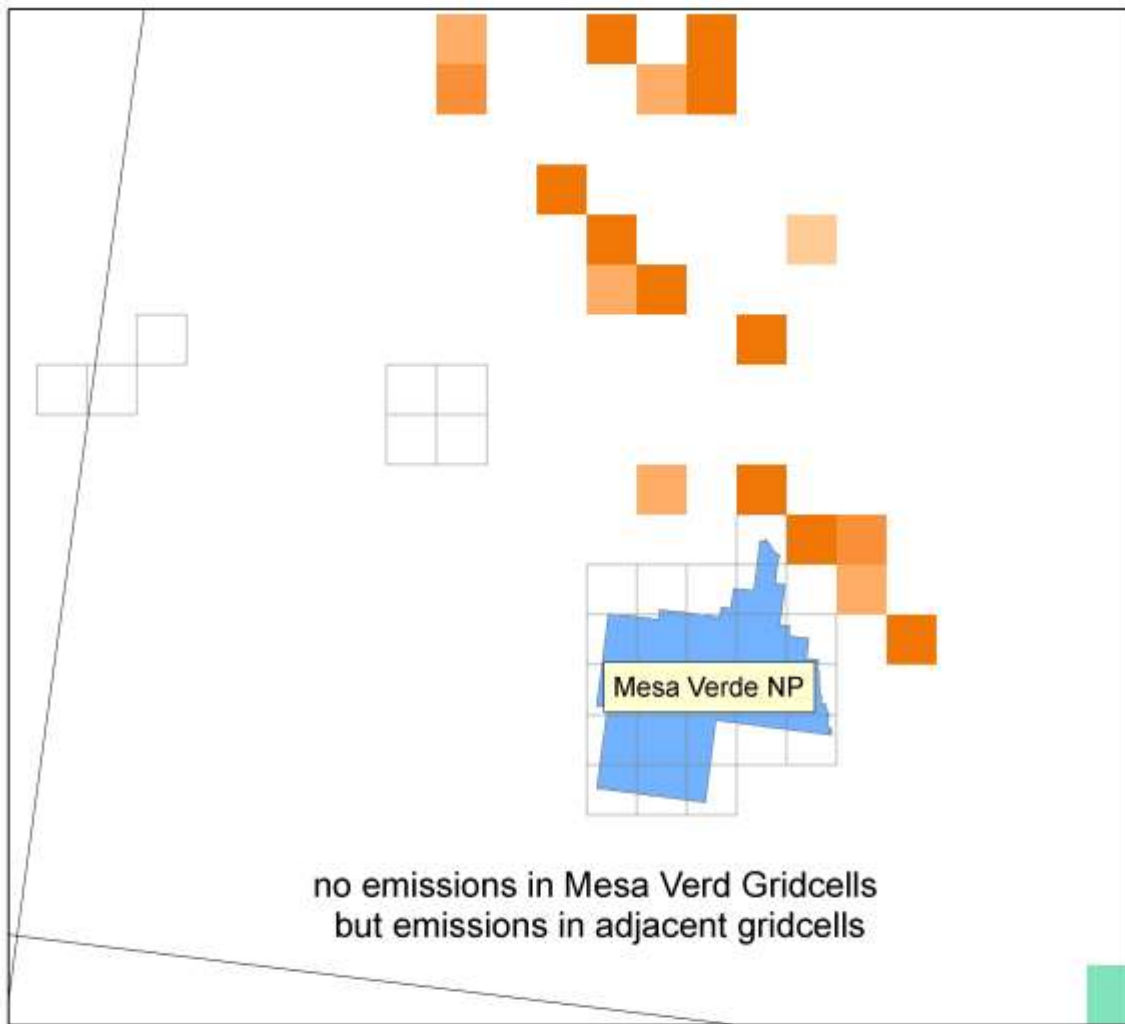 Mesa Verde NP
no emissions in Mesa Verd Gridcells
but emissions in adjacent gridcells